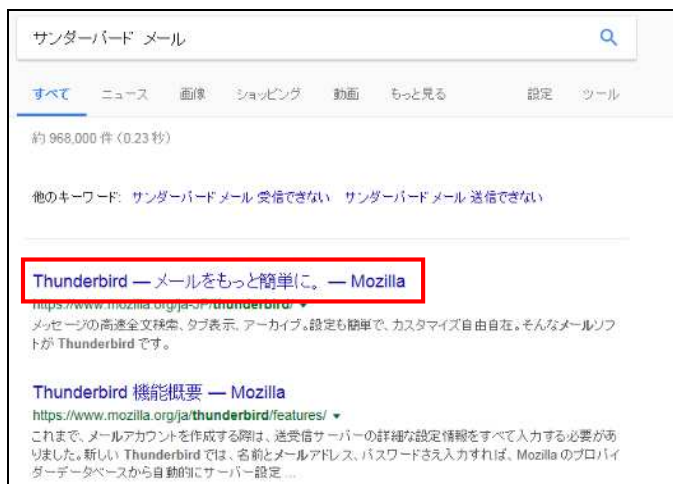 サンダーバード メール
すべて ニュース 画像 ショッピング 動画 もっと見る 設定 ツール
約 968,000 件 (0.23 秒)
他のキーワード: サンダーバード メール 受信できない サンダーバード メール 送信できない
Thunderbird — メールをもっと簡単に。 — Mozilla
https://www.mozilla.org/ja-JP/thunderbird/
メッセージの高速全文検索、タブ表示、アーカイブ。設定も簡単で、カスタマイズ自由自在。そんなメールソフ
トが Thunderbird です。
Thunderbird 機能概要 — Mozilla
https://www.mozilla.org/ja/thunderbird/features/
これまで、メールアカウントを作成する際は、送受信サーバーの詳細な設定情報をすべて入力する必要があ
りました。新しい Thunderbird では、名前とメールアドレス、パスワードさえ入力すれば、Mozilla のプロバイ
ダーデータベースから自動的にサーバー設定 ...